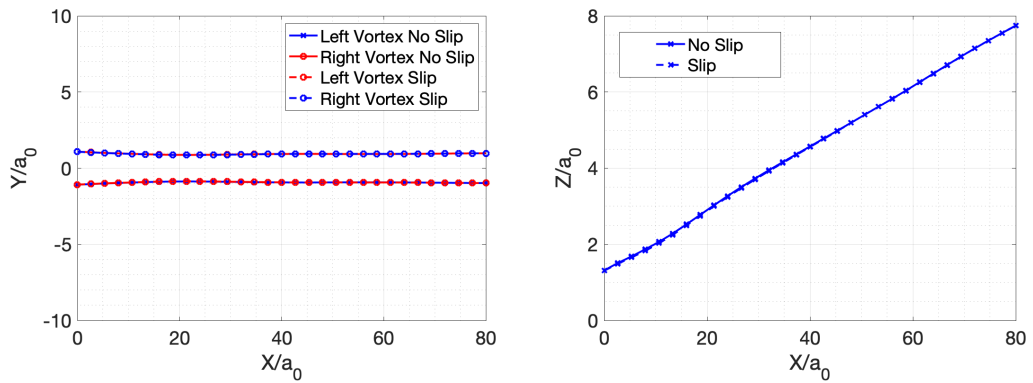 10
5
0
-5
-10
Y/a0
0
20
40
60
80
X/a0
Left Vortex No Slip
Right Vortex No Slip
Left Vortex Slip
Right Vortex Slip
8
6
4
2
0
Z/a0
0
20
40
60
80
X/a0
No Slip
Slip